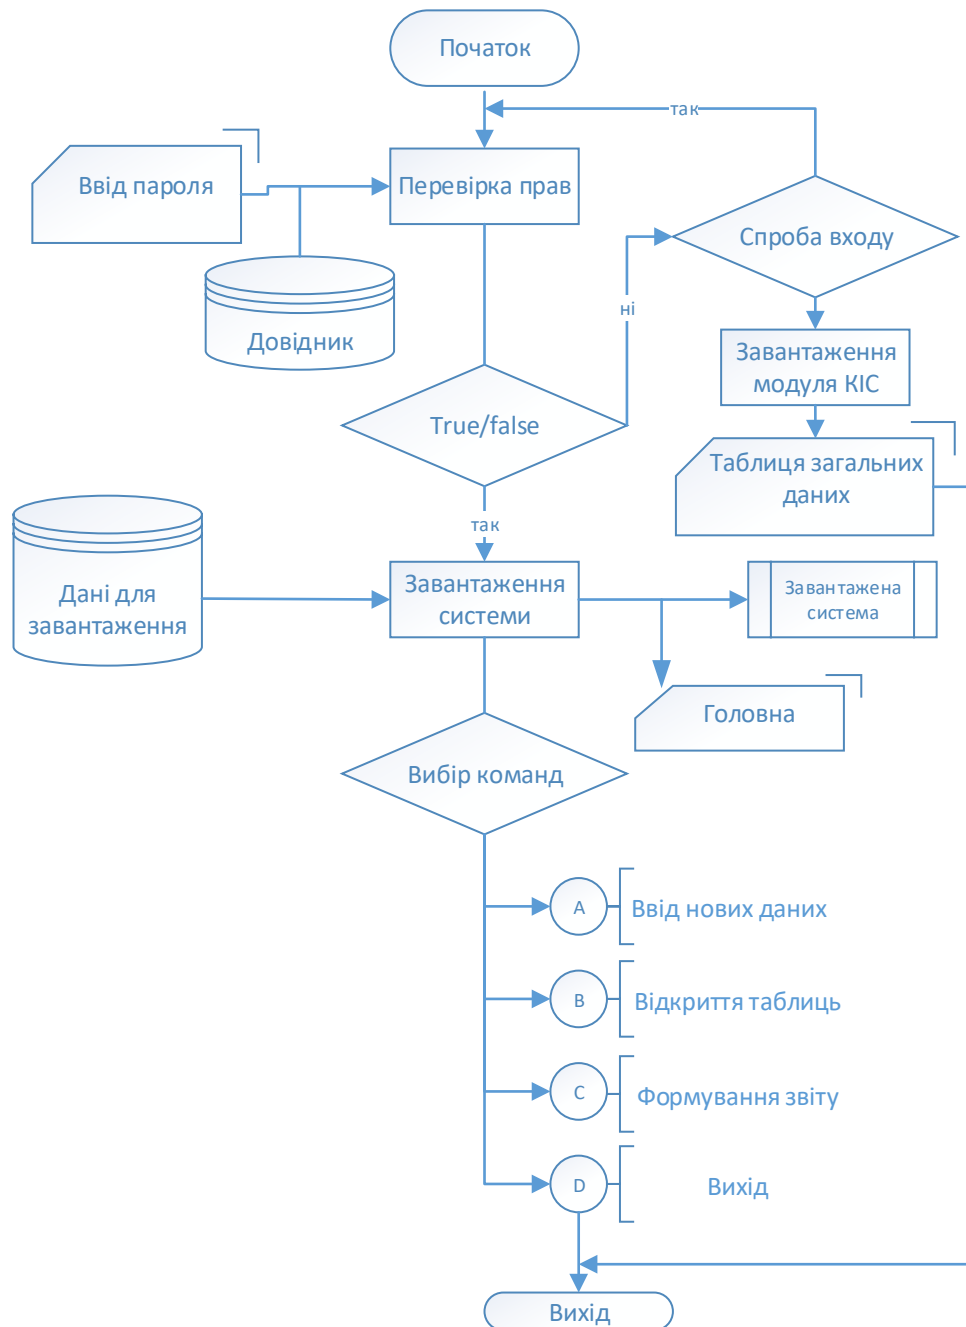 Початок
так
Ввід пароля
Перевірка прав
Спроба входу
ні
Довідник
Завантаження
модуля КІС
True/false
Таблиця загальних
даних
так
Дані для
завантаження
Завантаження
системи
Завантажена
система
Головна
Вибір команд
A
Ввід нових даних
B
Відкриття таблиць
C
Формування звіту
D
Вихід
Вихід